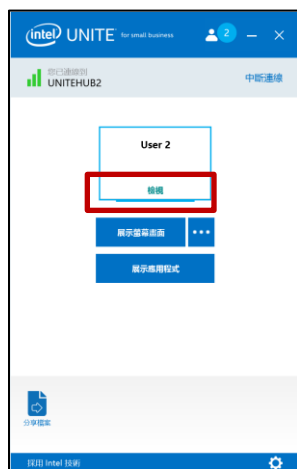 intel UNITE for small business 2
您已連線到
UNITEHUB2
中斷連線
User 2
檢視
展示螢幕畫面
展示應用程式
分享檔案
採用 Intel 技術